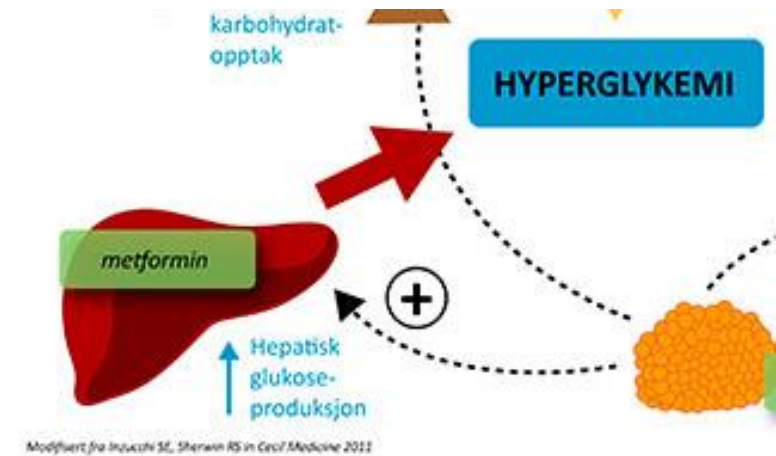 karbohydrat-
opptak
HYPERGLYKEMI
metformin
+
Hepatisk
glukose-
produksjon
Modifisert fra Inzucchi SE, Sherwin RS in Cecil Medicine 2011